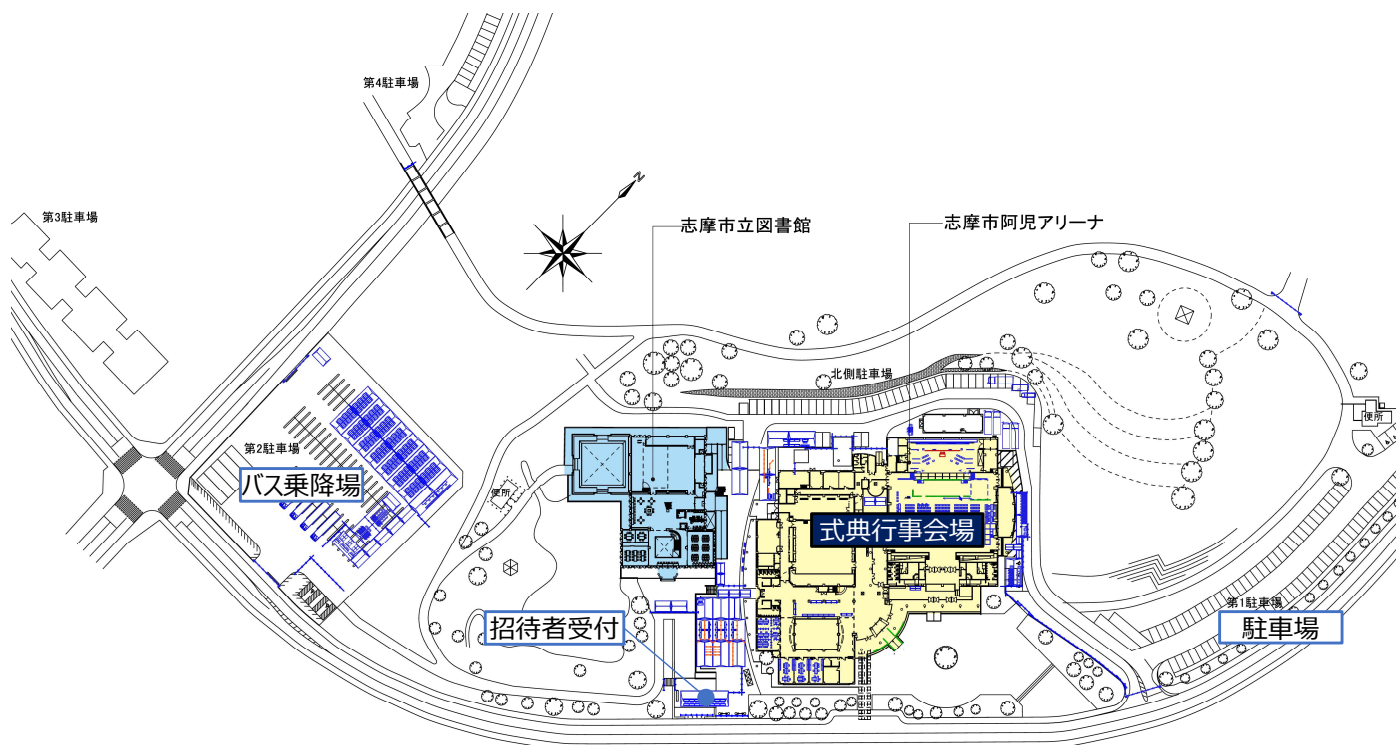 第4駐車場
N
第3駐車場
志摩市立図書館
志摩市阿児アリーナ
北側駐車場
便所
第2駐車場
バス乗降場
便所
式典行事会場
第1駐車場
駐車場
招待者受付